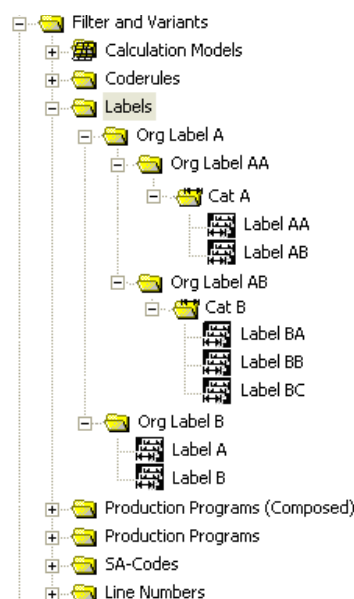 Filter and Variants
Calculation Models
Coderules
Labels
Org Label A
Org Label AA
Cat A
Label AA
Label AB
Org Label AB
Cat B
Label BA
Label BB
Label BC
Org Label B
Label A
Label B
Production Programs (Composed)
Production Programs
SA-Codes
Line Numbers